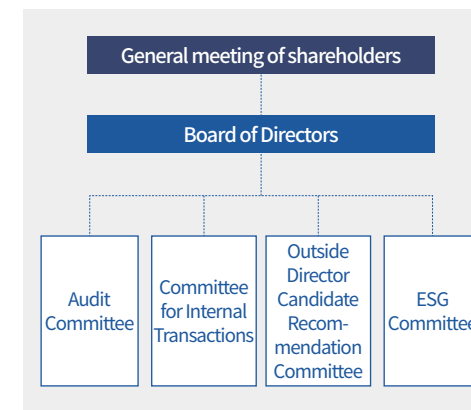 General meeting of shareholders
Board of Directors
Audit
Committee
Committee
for Internal
Transactions
Outside
Director
Candidate
Recom-
mendation
Committee
ESG
Committee